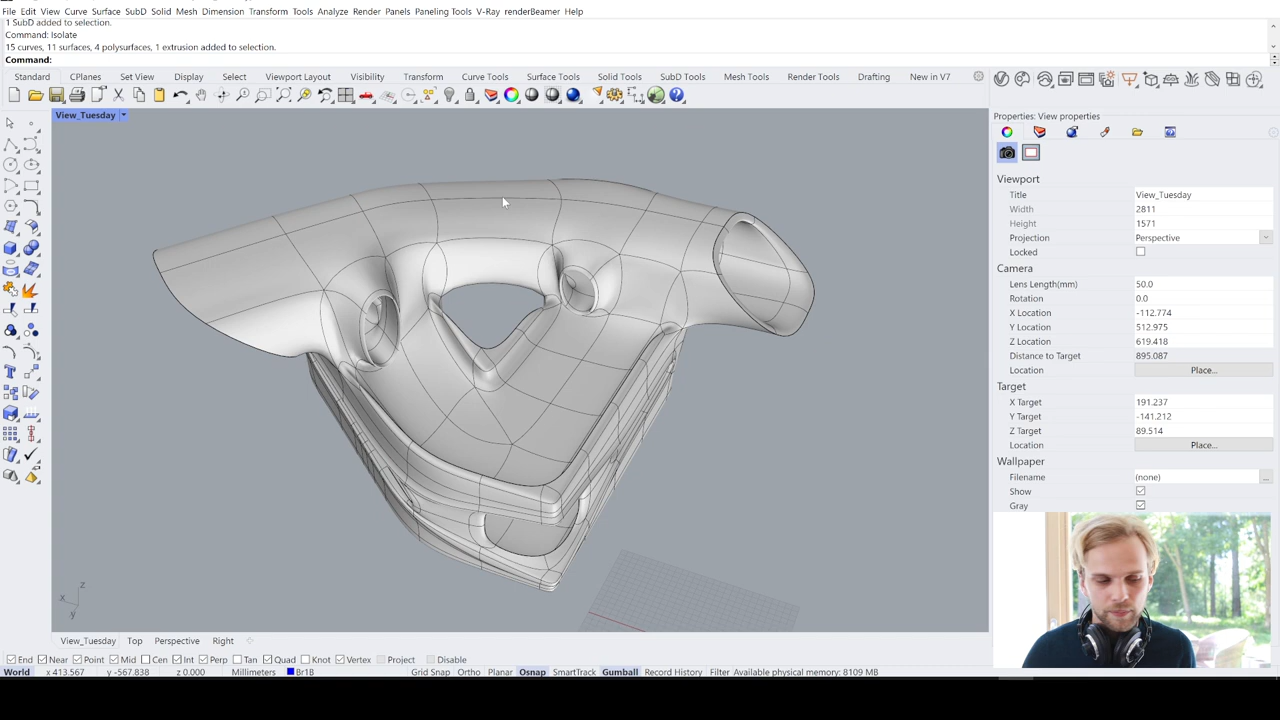 File Edit View Curve Surface SubD Solid Mesh Dimension Transform Tools Analyze Render Panels Paneling Tools V-Ray renderBeamer Help
1 SubD added to selection.
Command: Isolate
15 curves, 11 surfaces, 4 polysurfaces, 1 extrusion added to selection.
Command:
Standard CPlanes Set View Display Select Viewport Layout Visibility Transform Curve Tools Surface Tools Solid Tools SubD Tools Mesh Tools Render Tools Drafting New in V7
View_Tuesday
Properties: View properties
Viewport
Title View_Tuesday
Width 2811
Height 1571
Projection Perspective
Locked
Camera
Lens Length(mm) 50.0
Rotation 0.0
X Location -112.774
Y Location 512.975
Z Location 619.418
Distance to Target 895.087
Location Place...
Target
X Target 191.237
Y Target -141.212
Z Target 89.514
Location Place...
Wallpaper
Filename (none) ...
Show
Gray
z
x
y
View_Tuesday Top Perspective Right
End Near Point Mid Cen Int Perp Tan Quad Knot Vertex Project Disable
World x 413.567 y -567.838 z 0.000 Millimeters Br1B Grid Snap Ortho Planar Osnap SmartTrack Gumball Record History Filter Available physical memory: 8109 MB